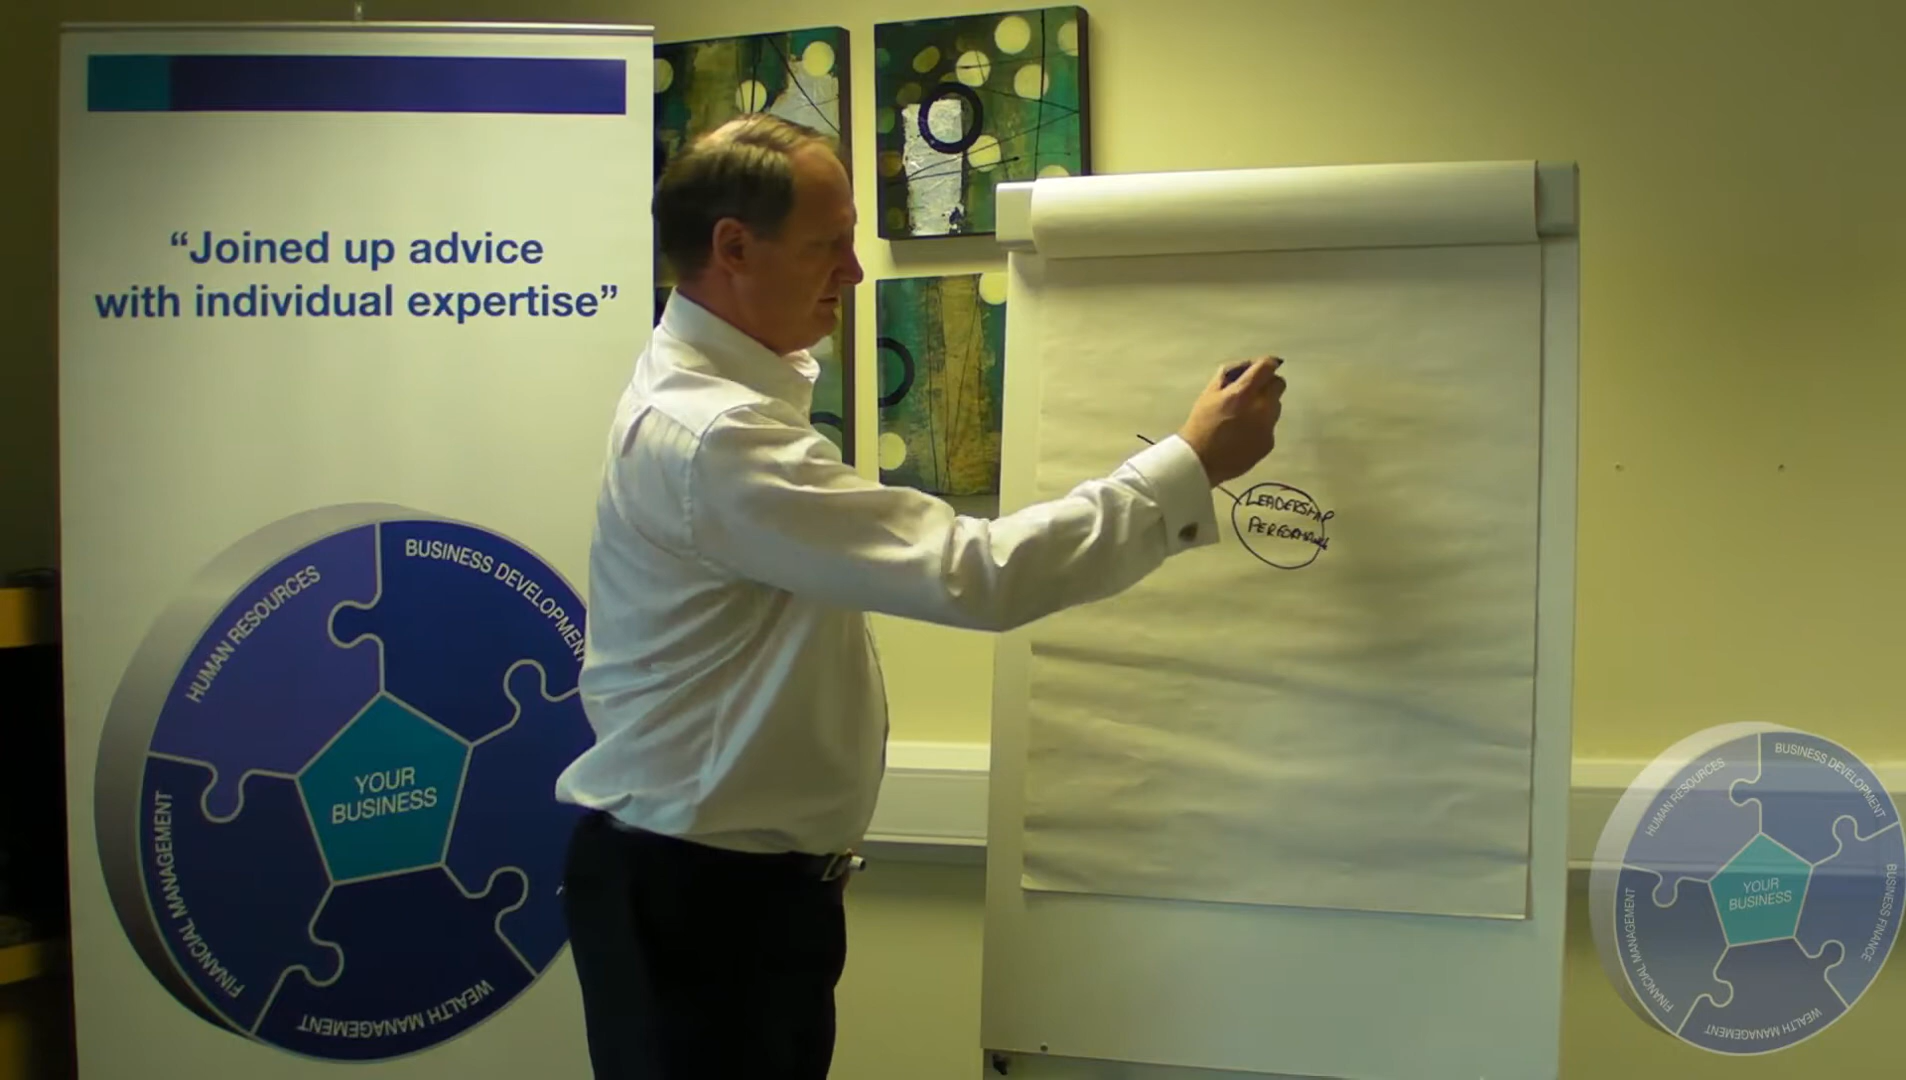 “Joined up advice
with individual expertise”
HUMAN RESOURCES
BUSINESS DEVELOPMENT
YOUR
BUSINESS
FINANCIAL MANAGEMENT
WEALTH MANAGEMENT
LEADERSHIP
PERFORMANCE
HUMAN RESOURCES
BUSINESS DEVELOPMENT
YOUR
BUSINESS
BUSINESS FINANCE
FINANCIAL MANAGEMENT
WEALTH MANAGEMENT